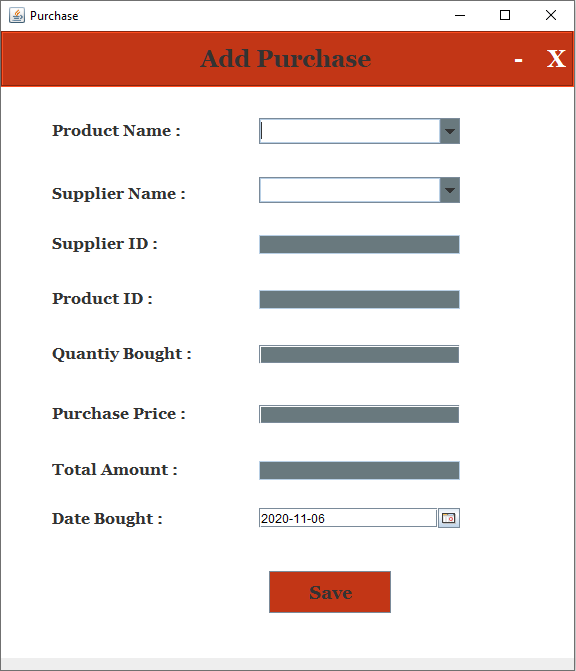 Purchase
Add Purchase - X
Product Name :
Supplier Name :
Supplier ID :
Product ID :
Quantiy Bought :
Purchase Price :
Total Amount :
Date Bought : 2020-11-06
Save